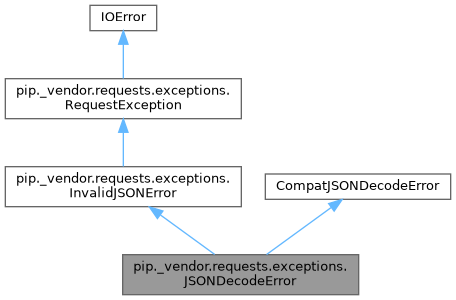 IOError
pip._vendor.requests.exceptions.
RequestException
pip._vendor.requests.exceptions.
InvalidJSONError
CompatJSONDecodeError
pip._vendor.requests.exceptions.
JSONDecodeError